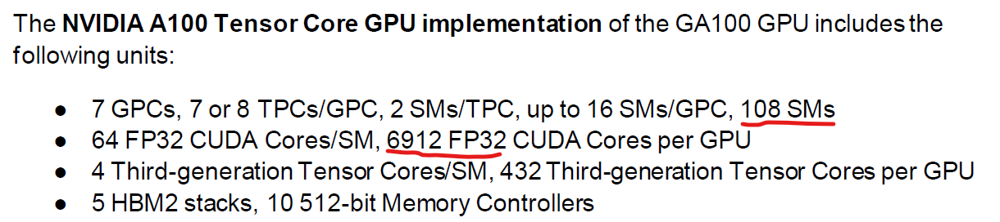 The NVIDIA A100 Tensor Core GPU implementation of the GA100 GPU includes the
following units:
● 7 GPCs, 7 or 8 TPCs/GPC, 2 SMs/TPC, up to 16 SMs/GPC, 108 SMs
● 64 FP32 CUDA Cores/SM, 6912 FP32 CUDA Cores per GPU
● 4 Third-generation Tensor Cores/SM, 432 Third-generation Tensor Cores per GPU
● 5 HBM2 stacks, 10 512-bit Memory Controllers